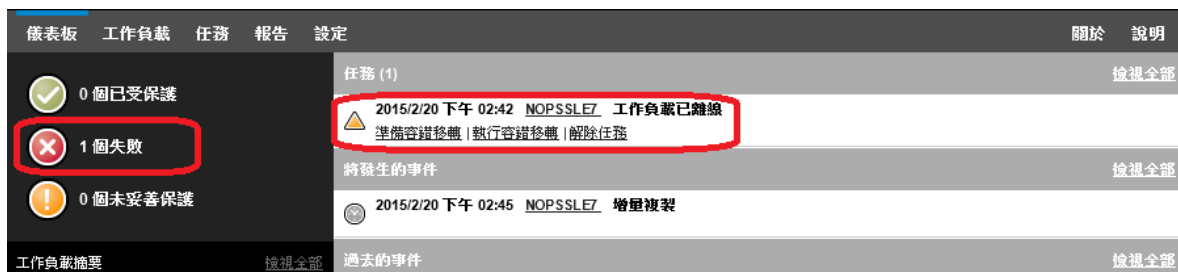 儀表板 工作負載 任務 報告 設定 關於 說明
0 個已受保護
1 個失敗
0 個未妥善保護
工作負載摘要 檢視全部
任務 (1) 檢視全部
2015/2/20 下午 02:42 NOPSSLE7 工作負載已離線
準備容錯移轉 | 執行容錯移轉 | 解除任務
將發生的事件 檢視全部
2015/2/20 下午 02:45 NOPSSLE7 增量複製
過去的事件 檢視全部